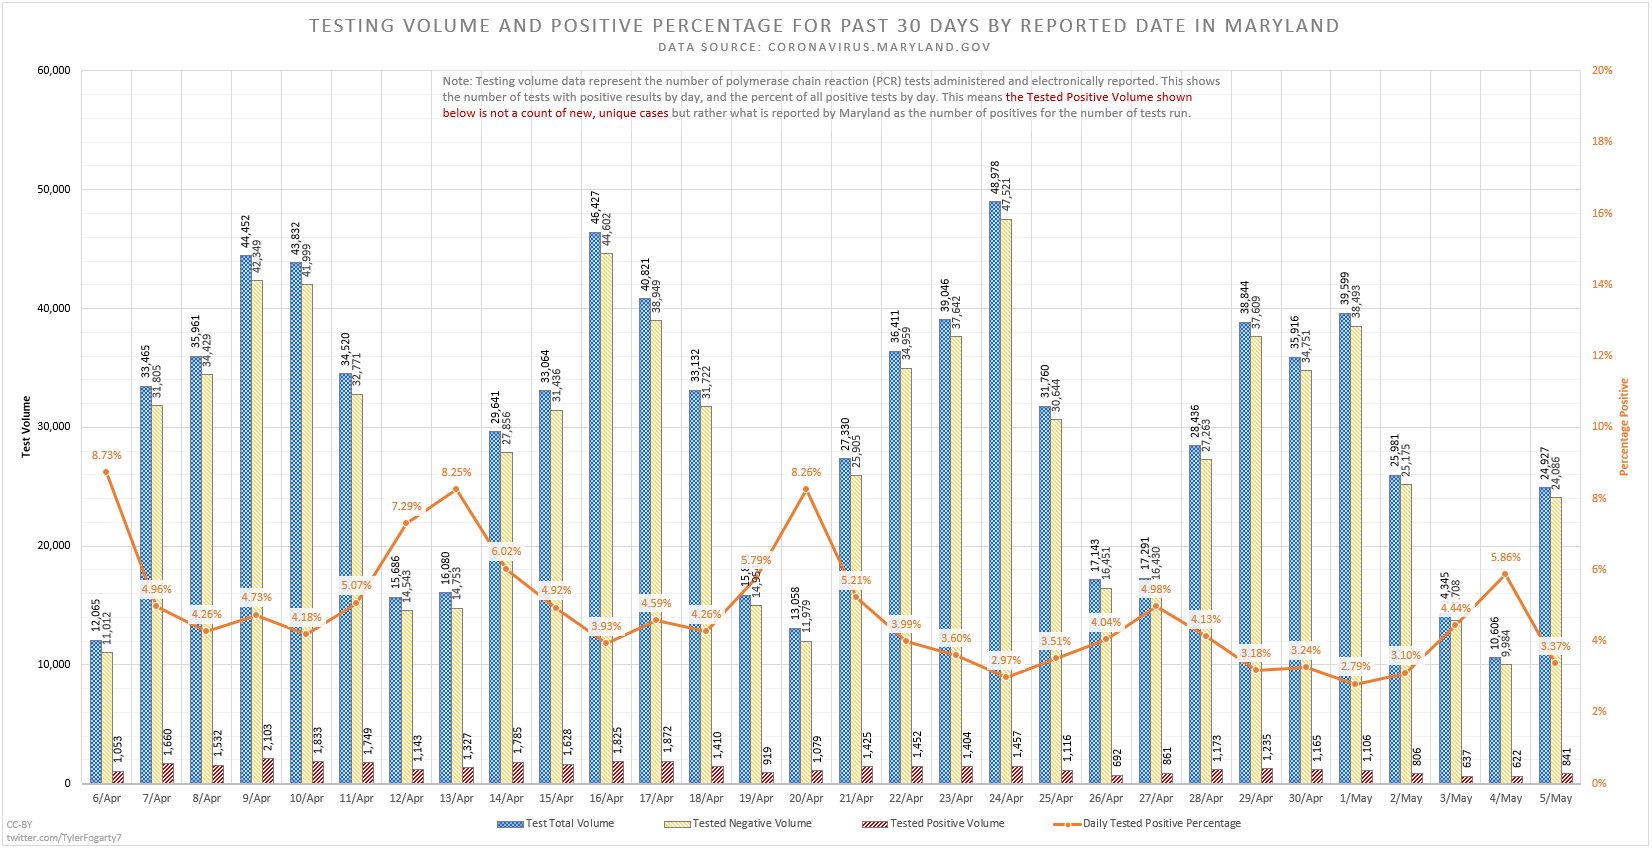 TESTING VOLUME AND POSITIVE PERCENTAGE FOR PAST 30 DAYS BY REPORTED DATE IN MARYLAND
DATA SOURCE: CORONAVIRUS.MARYLAND.GOV
Note: Testing volume data represent the number of polymerase chain reaction (PCR) tests administered and electronically reported. This shows
the number of tests with positive results by day, and the percent of all positive tests by day. This means the Tested Positive Volume shown
below is not a count of new, unique cases but rather what is reported by Maryland as the number of positives for the number of tests run.
Test Volume
60,000
50,000
40,000
30,000
20,000
10,000
0
Percentage Positive
20%
18%
16%
14%
12%
10%
8%
6%
4%
2%
0%
12,065 11,012 1,053 8.73%
33,465 31,805 1,660 4.96%
35,961 34,429 1,532 4.26%
44,452 42,349 2,103 4.73%
43,832 41,999 1,833 4.18%
34,520 32,771 1,749 5.07%
15,686 14,543 1,143 7.29%
16,080 14,753 1,327 8.25%
29,641 27,856 1,785 6.02%
33,064 31,436 1,628 4.92%
46,427 44,602 1,825 3.93%
40,821 38,949 1,872 4.59%
33,132 31,722 1,410 4.26%
919 5.79%
13,058 11,979 1,079 8.26%
27,330 25,905 1,425 5.21%
36,411 34,959 1,452 3.99%
39,046 37,642 1,404 3.60%
48,978 47,521 1,457 2.97%
31,760 30,644 1,116 3.51%
17,143 16,451 692 4.04%
17,291 16,430 861 4.98%
28,436 27,263 1,173 4.13%
38,844 37,609 1,235 3.18%
35,916 34,751 1,165 3.24%
39,599 38,493 1,106 2.79%
25,981 25,175 806 3.10%
637 4.44%
10,606 9,984 622 5.86%
24,927 24,086 841 3.37%
6/Apr 7/Apr 8/Apr 9/Apr 10/Apr 11/Apr 12/Apr 13/Apr 14/Apr 15/Apr 16/Apr 17/Apr 18/Apr 19/Apr 20/Apr 21/Apr 22/Apr 23/Apr 24/Apr 25/Apr 26/Apr 27/Apr 28/Apr 29/Apr 30/Apr 1/May 2/May 3/May 4/May 5/May
Test Total Volume Tested Negative Volume Tested Positive Volume Daily Tested Positive Percentage
CC-BY
twitter.com/TylerFogarty7